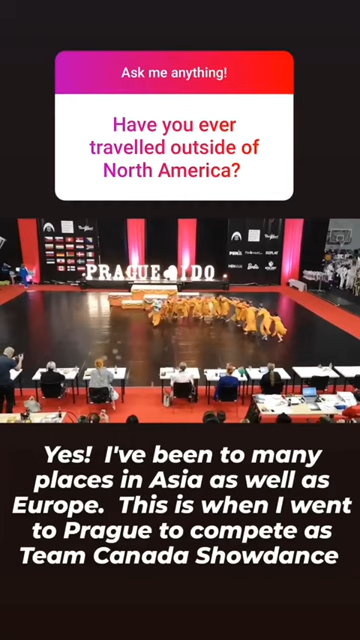 Ask me anything!
Have you ever
travelled outside of
North America?
PRAGUE IDO
Yes! I've been to many
places in Asia as well as
Europe. This is when I went
to Prague to compete as
Team Canada Showdance